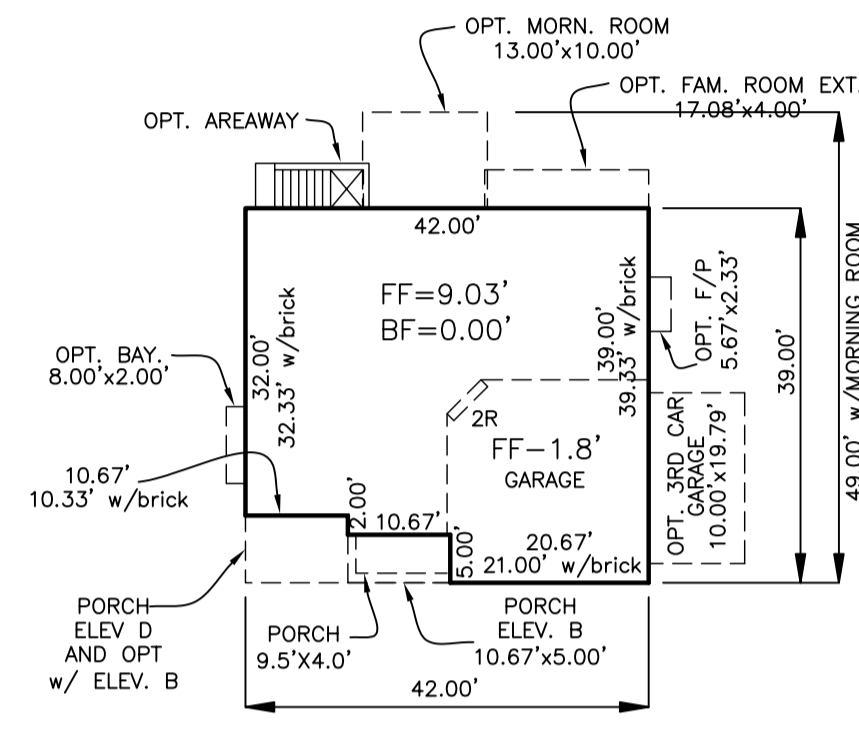 OPT. MORN. ROOM
13.00'x10.00'
OPT. FAM. ROOM EXT.
17.08'x4.00'
OPT. AREAWAY
42.00'
FF=9.03'
BF=0.00'
32.00'
32.33' w/brick
39.00'
39.33' w/brick
OPT. F/P
5.67'x2.33'
39.00'
49.00' w/MORNING ROOM
OPT. BAY.
8.00'x2.00'
2R
FF-1.8'
GARAGE
OPT. 3RD CAR
GARAGE
10.00'x19.79'
10.67'
10.33' w/brick
2.00'
10.67'
5.00'
20.67'
21.00' w/brick
PORCH
ELEV D
AND OPT
w/ ELEV. B
PORCH
9.5'X4.0'
PORCH
ELEV. B
10.67'x5.00'
42.00'